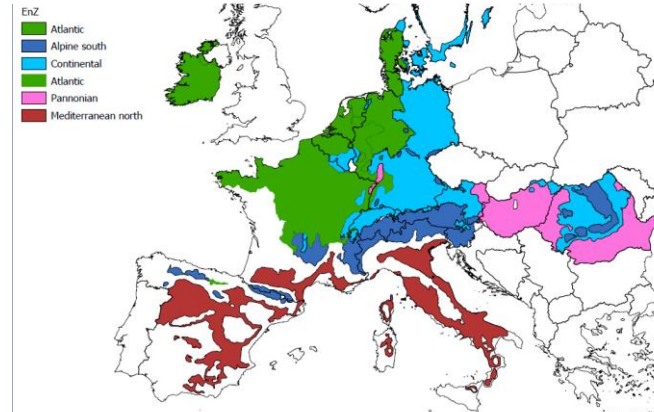 EnZ
Atlantic
Alpine south
Continental
Atlantic
Pannonian
Mediterranean north